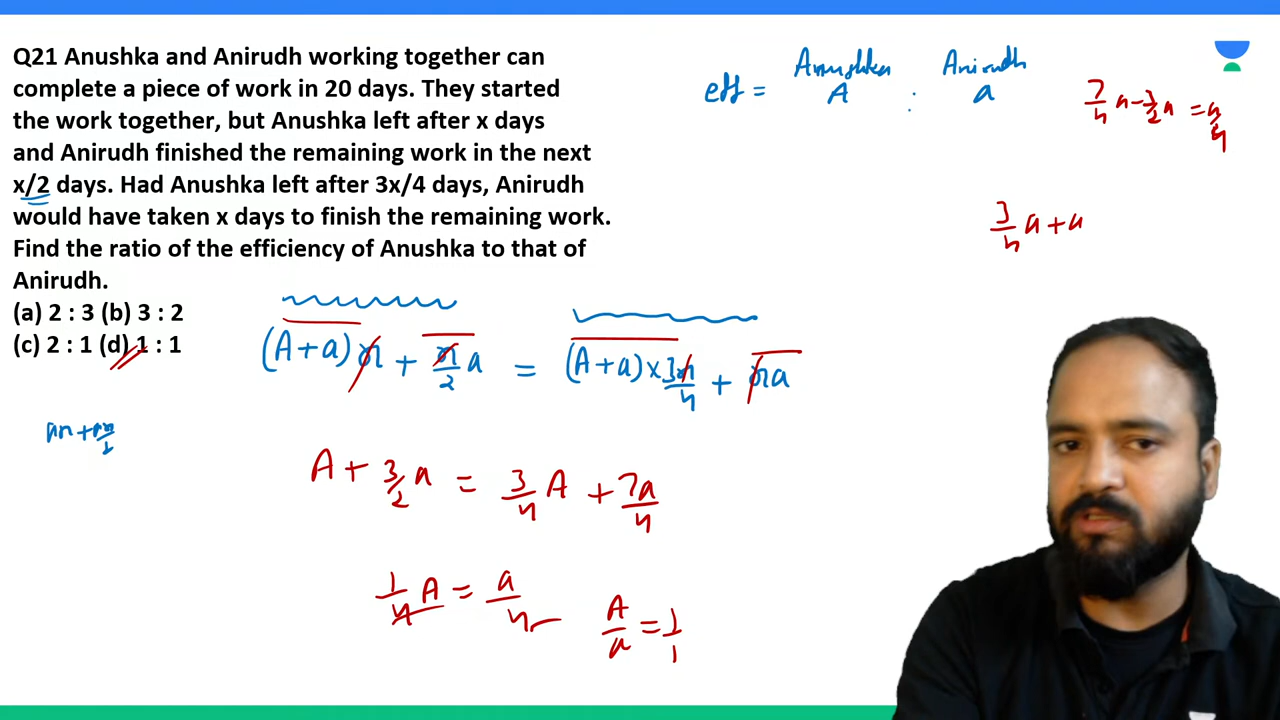 Q21 Anushka and Anirudh working together can
complete a piece of work in 20 days. They started
the work together, but Anushka left after x days
and Anirudh finished the remaining work in the next
x/2 days. Had Anushka left after 3x/4 days, Anirudh
would have taken x days to finish the remaining work.
Find the ratio of the efficiency of Anushka to that of
Anirudh.
(a) 2 : 3 (b) 3 : 2
(c) 2 : 1 (d) 1 : 1
Anushka Anirudh
eff = A : a
7/4 a - 3/2 a = a/4
3/4 a + a
(A+a) x + x/2 a = (A+a) × 3x/4 + xa
ax + ax/2
A + 3/2 a = 3/4 A + 7a/4
1/4 A = a/4
A/a = 1/1